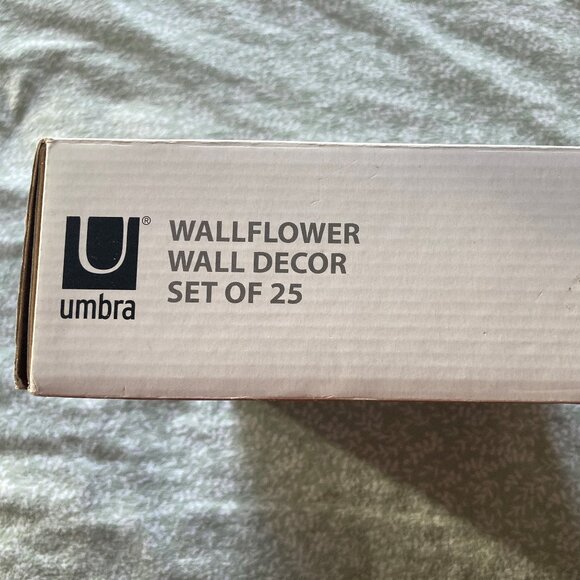 U®
umbra
WALLFLOWER
WALL DECOR
SET OF 25